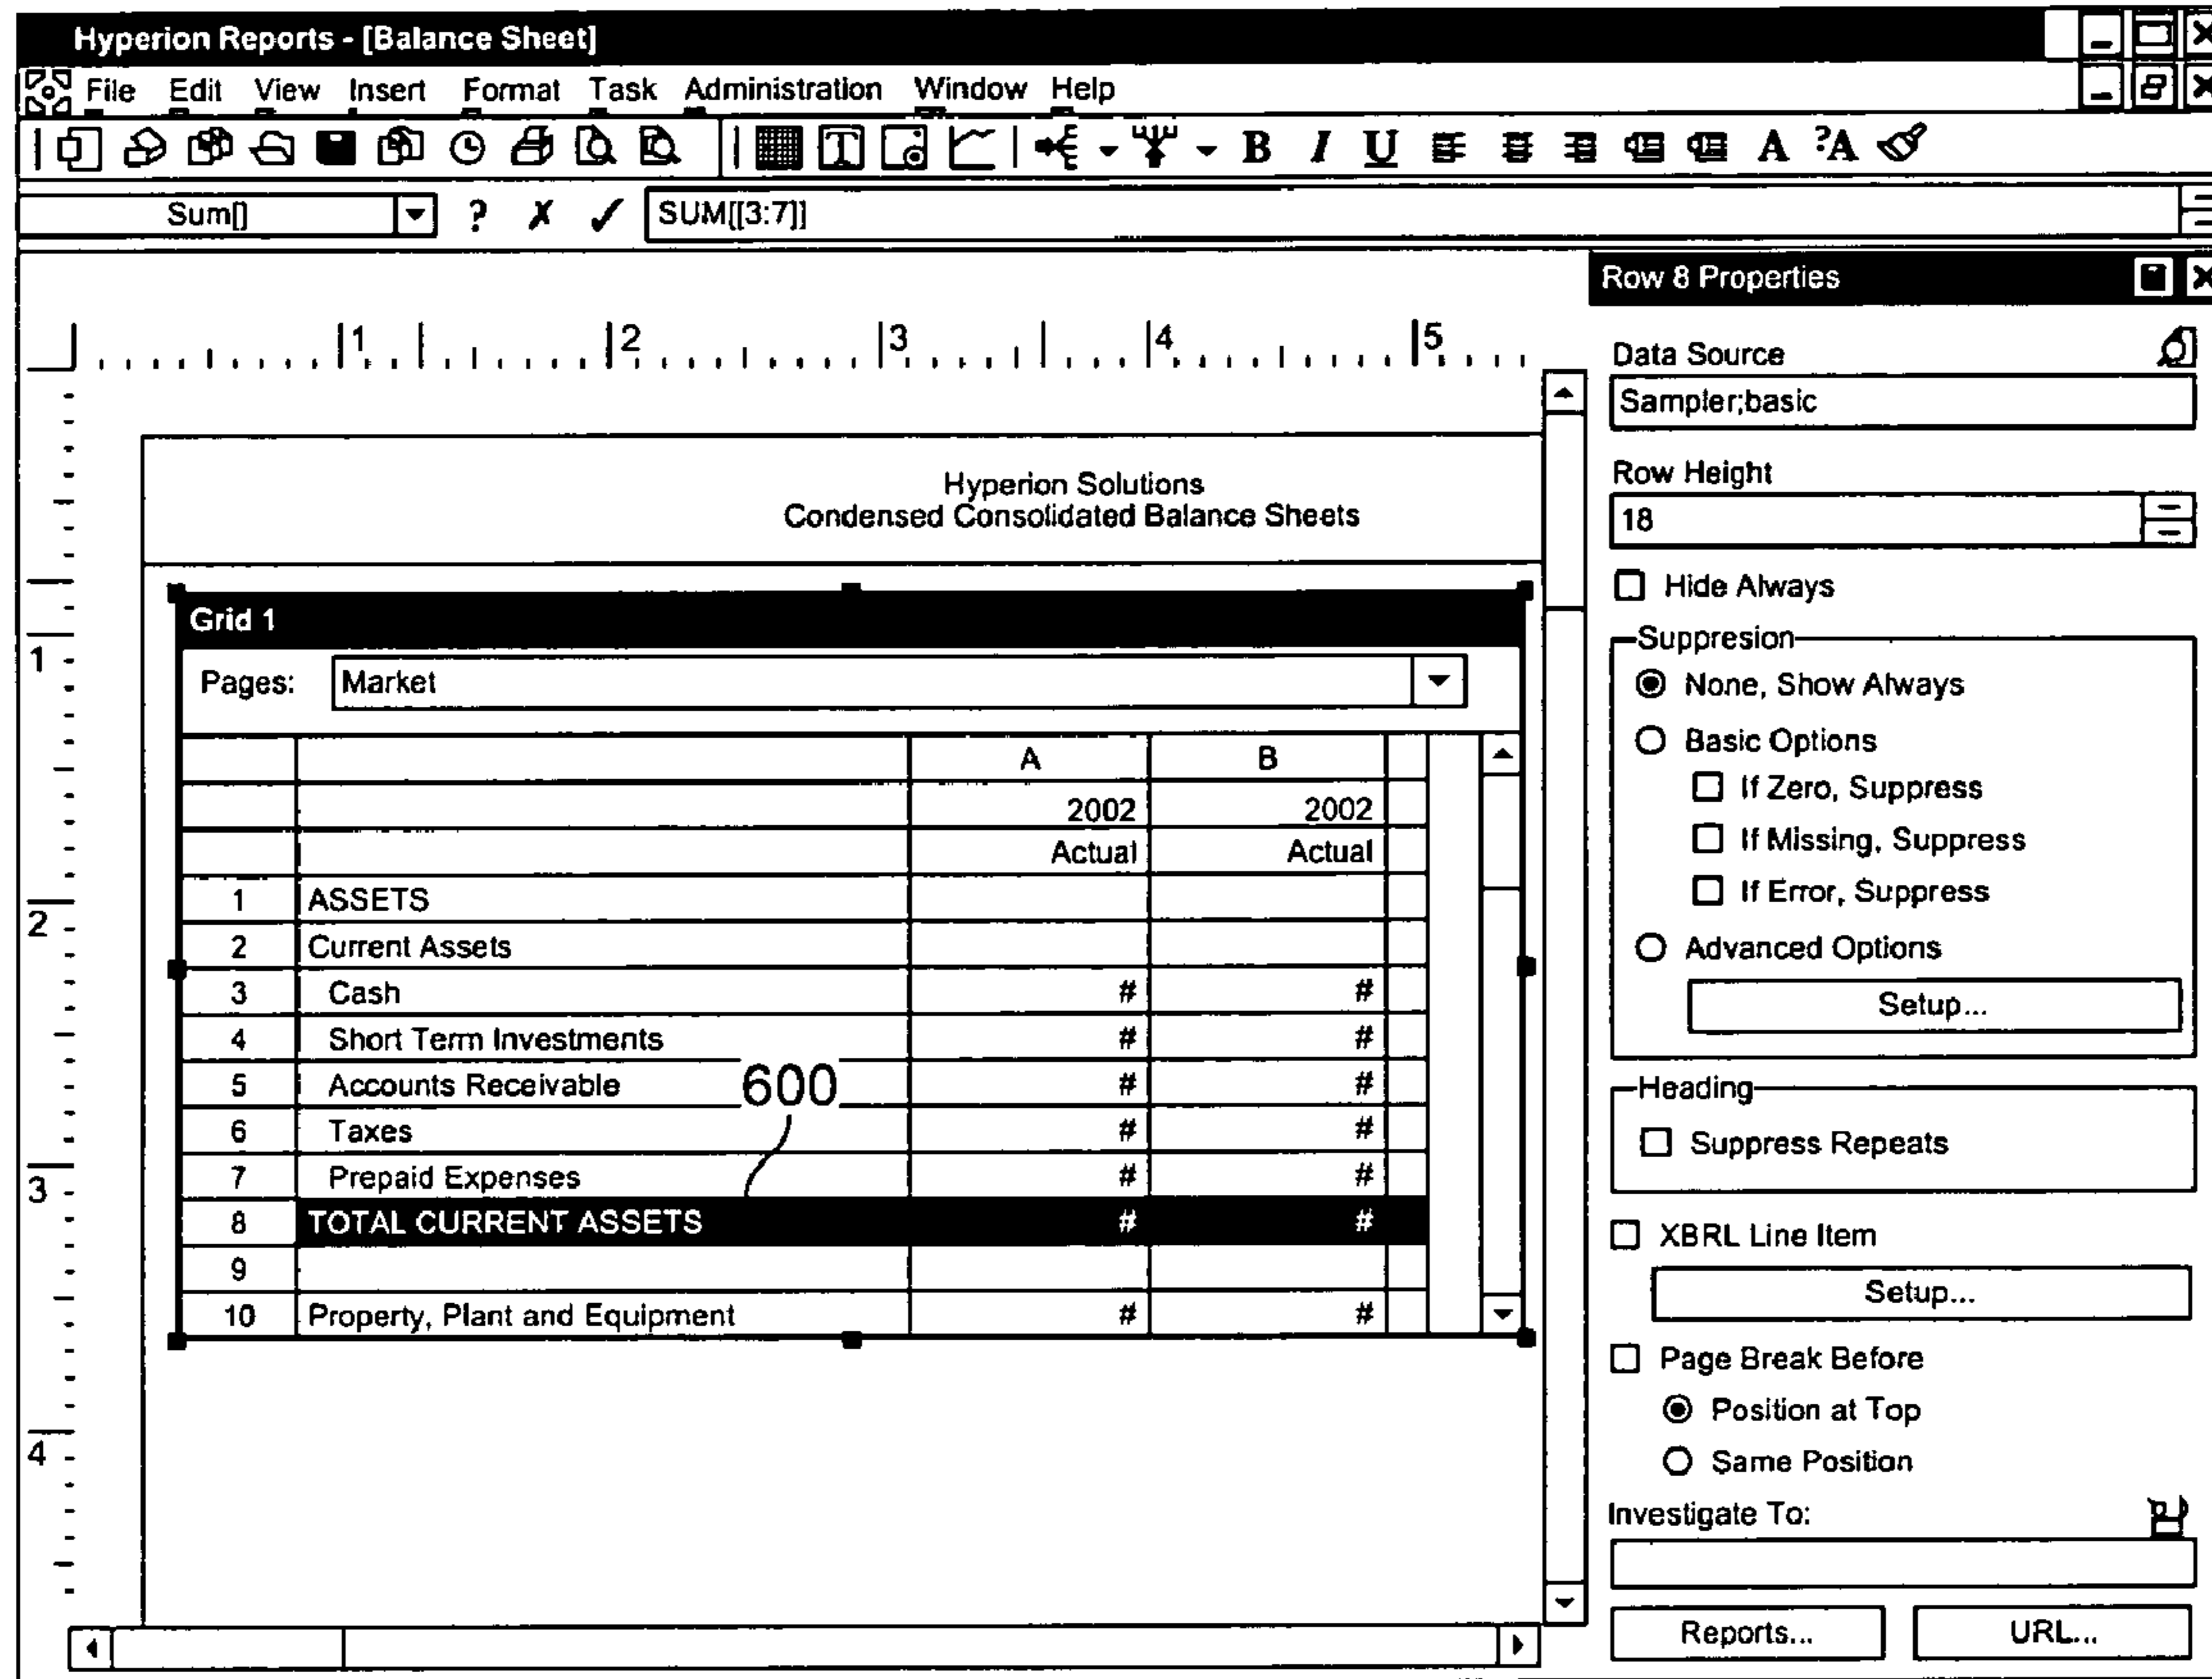 Hyperion Reports - [Balance Sheet]
File Edit View Insert Format Task Administration Window Help
B I U A ?A
Sum[] ? ✗ ✓ SUM[[3:7]]
Row 8 Properties
1 2 3 4 5
Data Source
Sampler;basic
Hyperion Solutions
Condensed Consolidated Balance Sheets
Row Height
18
Hide Always
Grid 1
Pages: Market
A B
2002 2002
Actual Actual
1 ASSETS
2 Current Assets
3 Cash # #
4 Short Term Investments # #
5 Accounts Receivable # #
600
6 Taxes # #
7 Prepaid Expenses # #
8 TOTAL CURRENT ASSETS # #
9
10 Property, Plant and Equipment # #
1
2
3
4
Suppresion
None, Show Always
Basic Options
If Zero, Suppress
If Missing, Suppress
If Error, Suppress
Advanced Options
Setup...
Heading
Suppress Repeats
XBRL Line Item
Setup...
Page Break Before
Position at Top
Same Position
Investigate To:
Reports... URL...